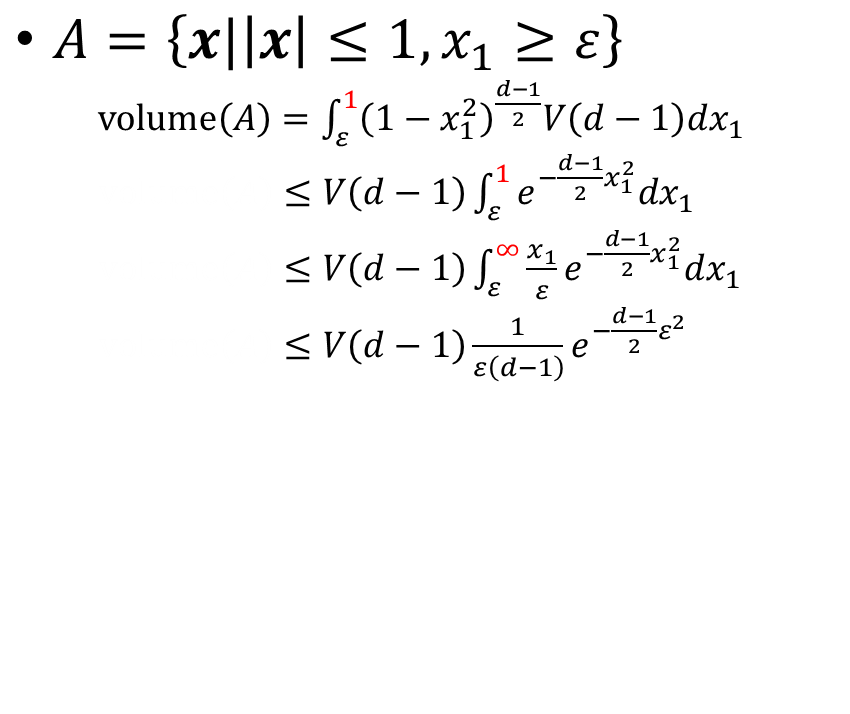 • A = {x||x| ≤ 1, x₁ ≥ ε}
volume(A) = ∫_ε^1 (1 − x₁²)^((d−1)/2) V(d − 1)dx₁
≤ V(d − 1) ∫_ε^1 e^(−(d−1)/2 x₁²) dx₁
≤ V(d − 1) ∫_ε^∞ x₁/ε e^(−(d−1)/2 x₁²) dx₁
≤ V(d − 1) 1/(ε(d−1)) e^(−(d−1)/2 ε²)